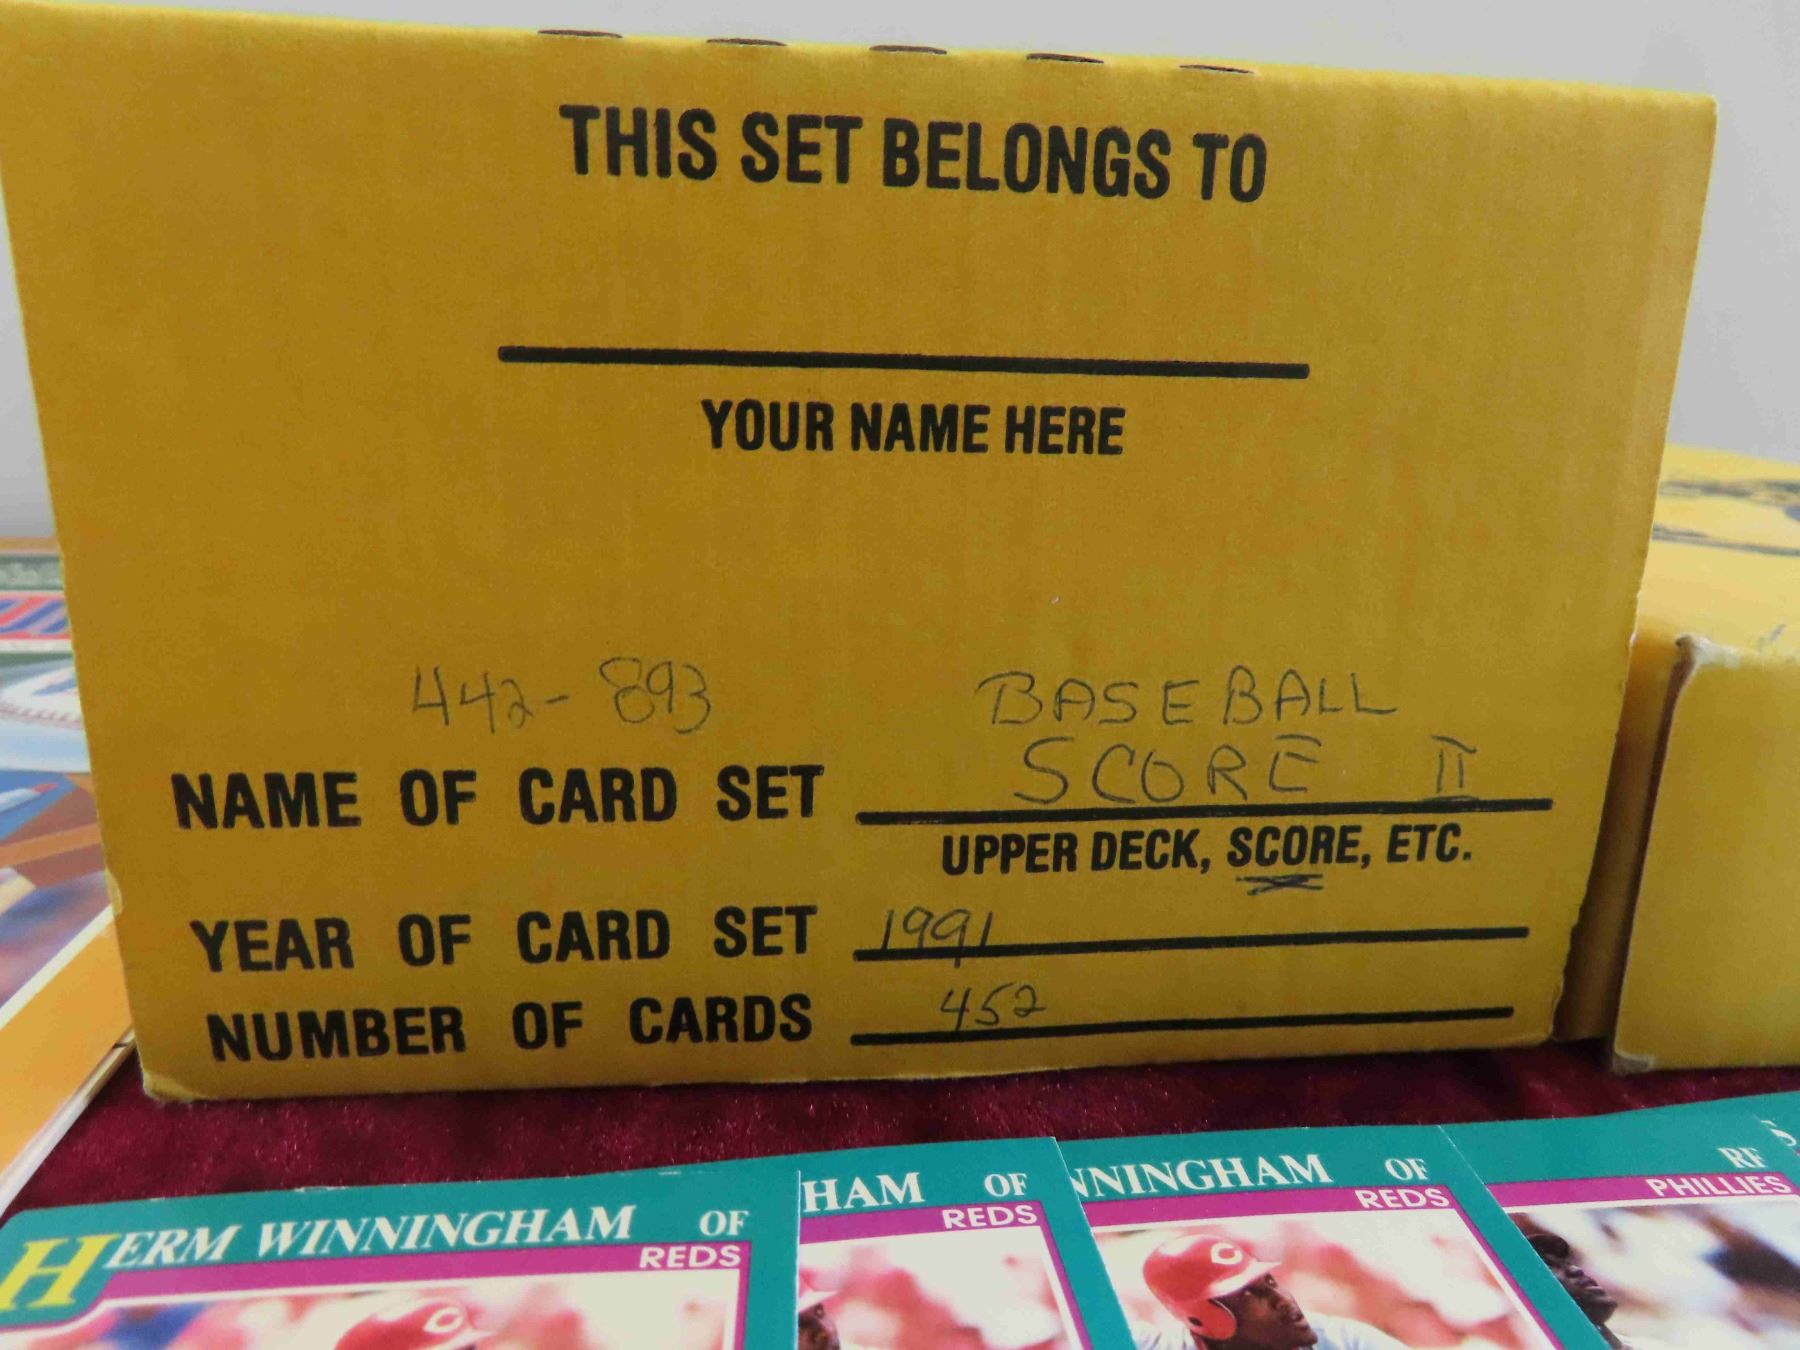 THIS SET BELONGS TO
YOUR NAME HERE
442-893
BASEBALL
SCORE II
NAME OF CARD SET
UPPER DECK, SCORE, ETC.
YEAR OF CARD SET 1991
NUMBER OF CARDS 452
HERM WINNINGHAM OF
REDS
HAM OF
REDS
NNINGHAM OF
REDS
RF
PHILLIES